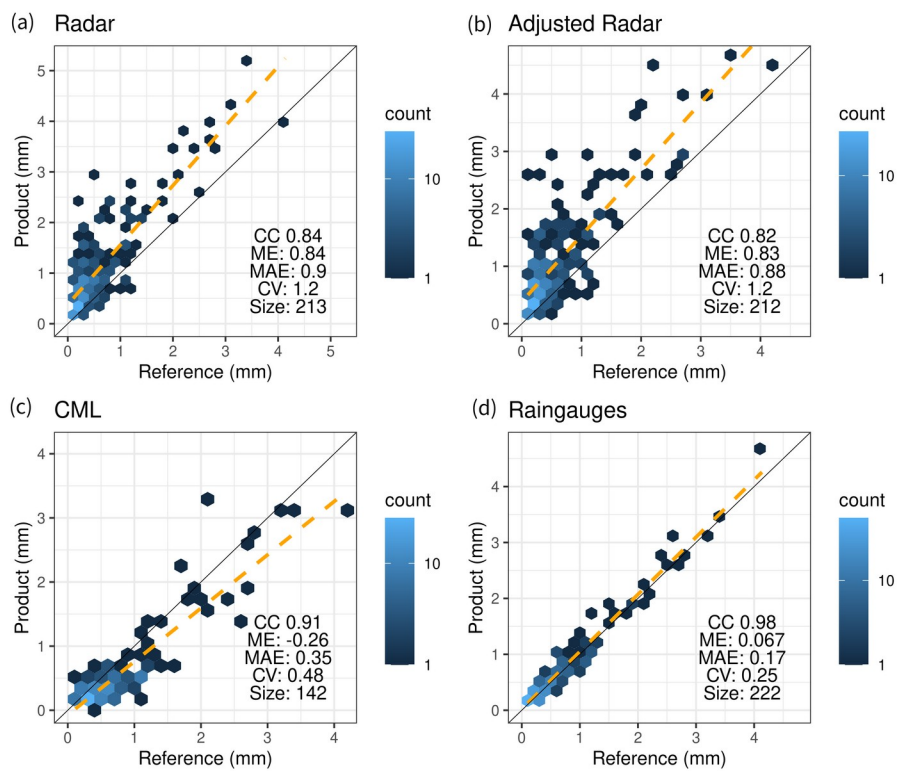 (a) Radar
5
4
3
2
1
0
Product (mm)
CC 0.84
ME: 0.84
MAE: 0.9
CV: 1.2
Size: 213
0 1 2 3 4 5
Reference (mm)
count
10
1
(b) Adjusted Radar
4
3
2
1
0
Product (mm)
CC 0.82
ME: 0.83
MAE: 0.88
CV: 1.2
Size: 212
0 1 2 3 4
Reference (mm)
count
10
1
(c) CML
4
3
2
1
0
Product (mm)
CC 0.91
ME: -0.26
MAE: 0.35
CV: 0.48
Size: 142
0 1 2 3 4
Reference (mm)
count
10
1
(d) Raingauges
4
3
2
1
0
Product (mm)
CC 0.98
ME: 0.067
MAE: 0.17
CV: 0.25
Size: 222
0 1 2 3 4
Reference (mm)
count
10
1